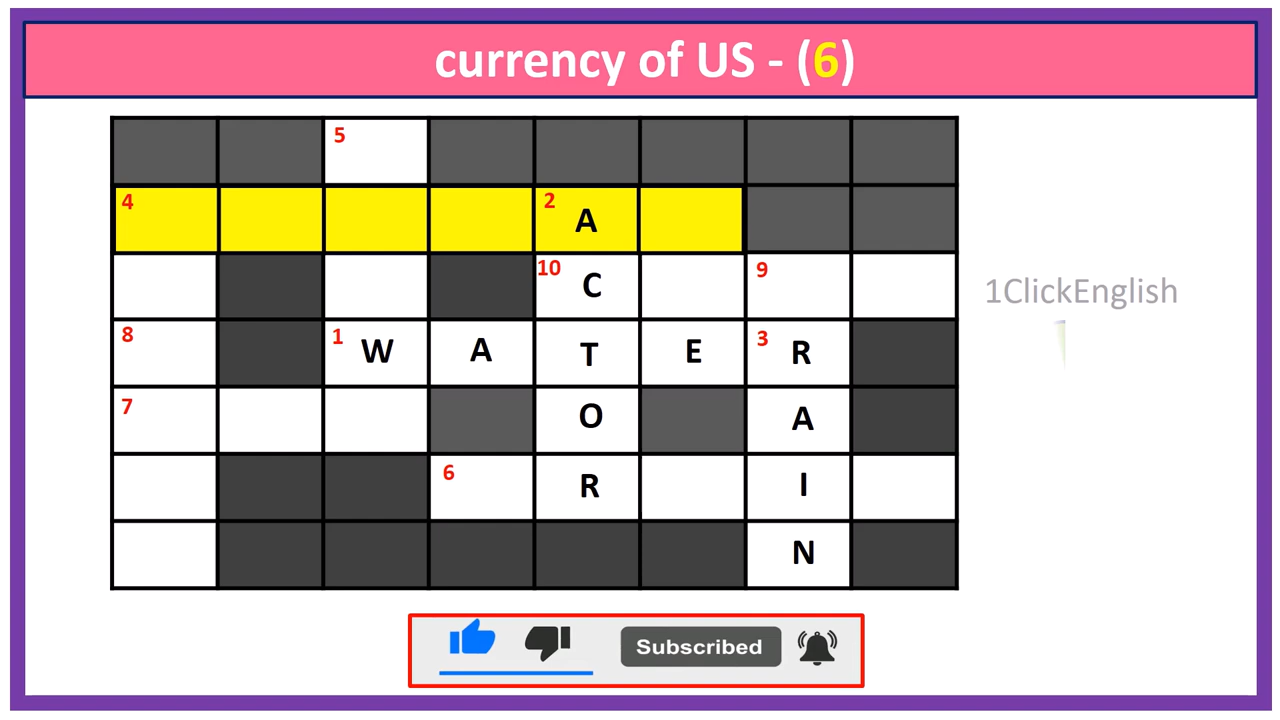 currency of US - (6)
5
4 2 A
10 C 9
1ClickEnglish
8 1 W A T E 3 R
7 O A
6 R I
N
Subscribed